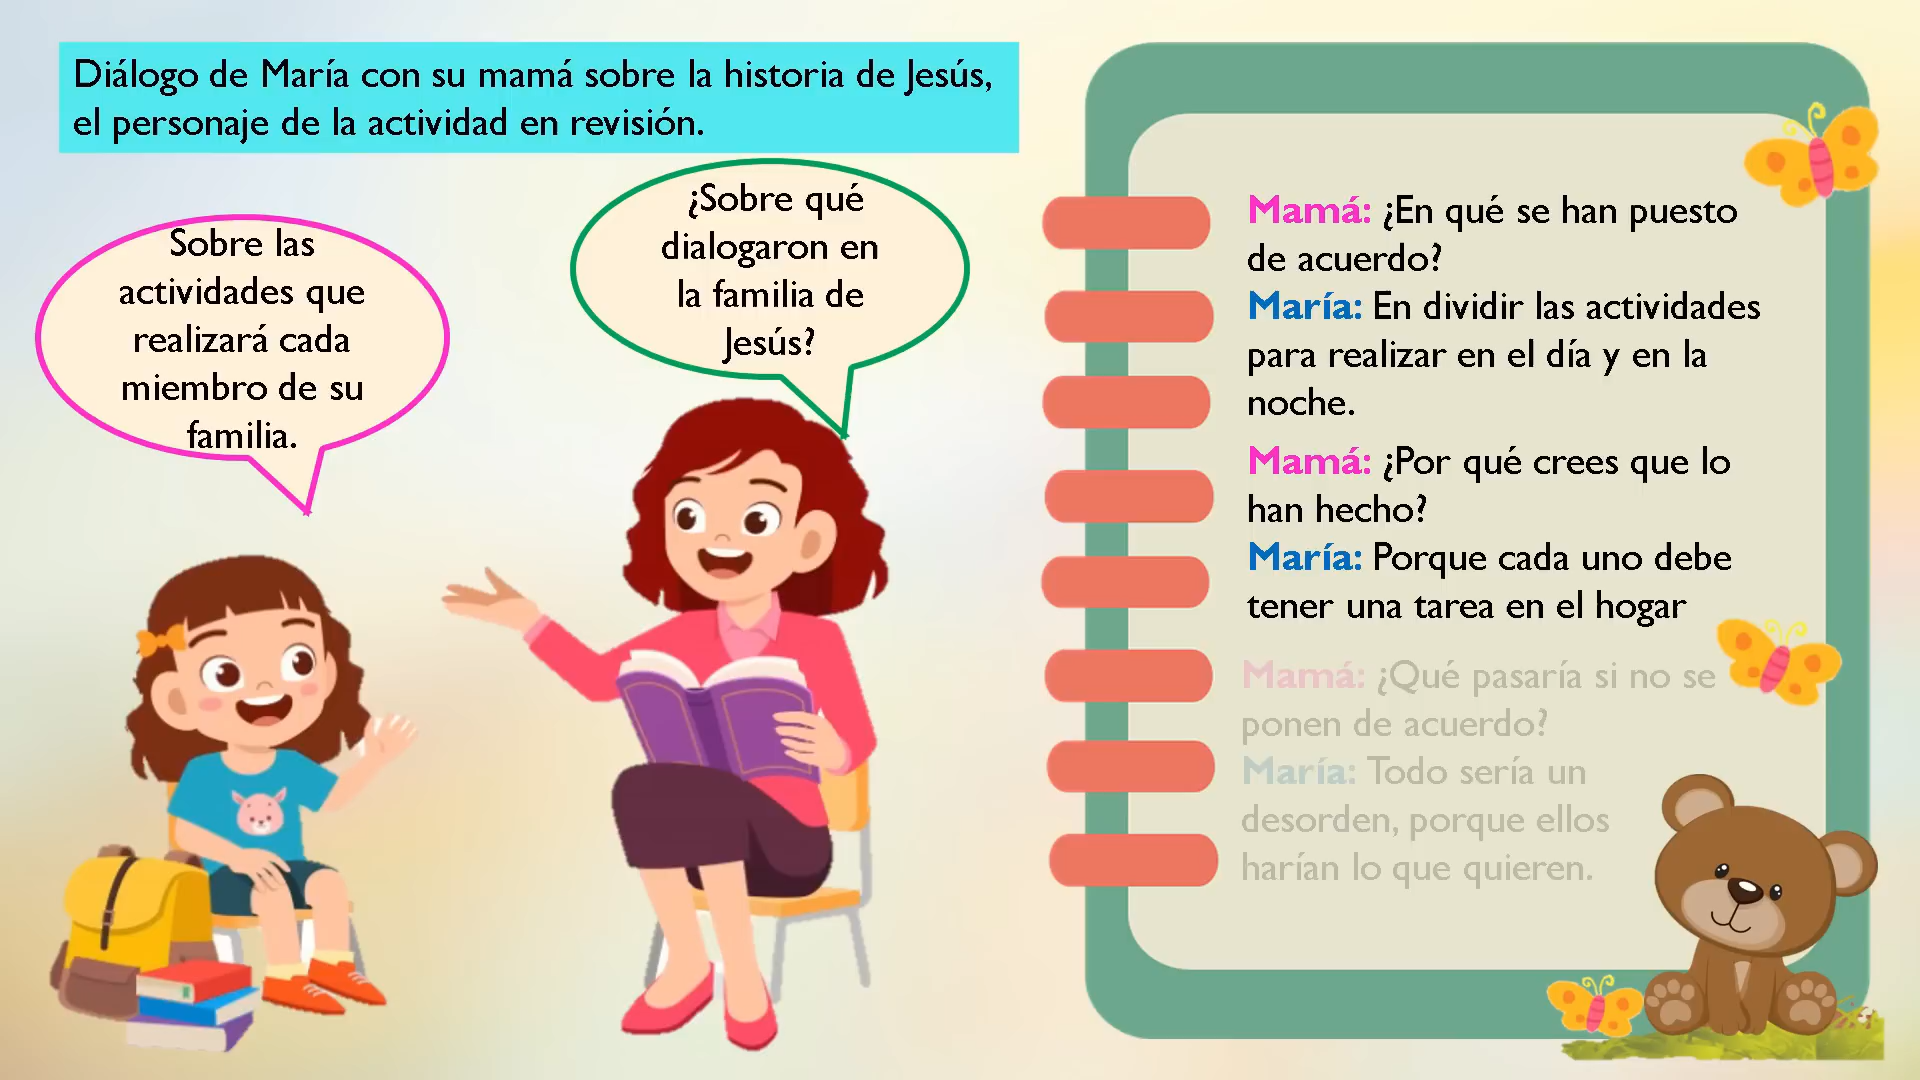 Diálogo de María con su mamá sobre la historia de Jesús,
el personaje de la actividad en revisión.
¿Sobre qué
dialogaron en
la familia de
Jesús?
Sobre las
actividades que
realizará cada
miembro de su
familia.
Mamá: ¿En qué se han puesto
de acuerdo?
María: En dividir las actividades
para realizar en el día y en la
noche.
Mamá: ¿Por qué crees que lo
han hecho?
María: Porque cada uno debe
tener una tarea en el hogar
Mamá: ¿Qué pasaría si no se
ponen de acuerdo?
María: Todo sería un
desorden, porque ellos
harían lo que quieren.